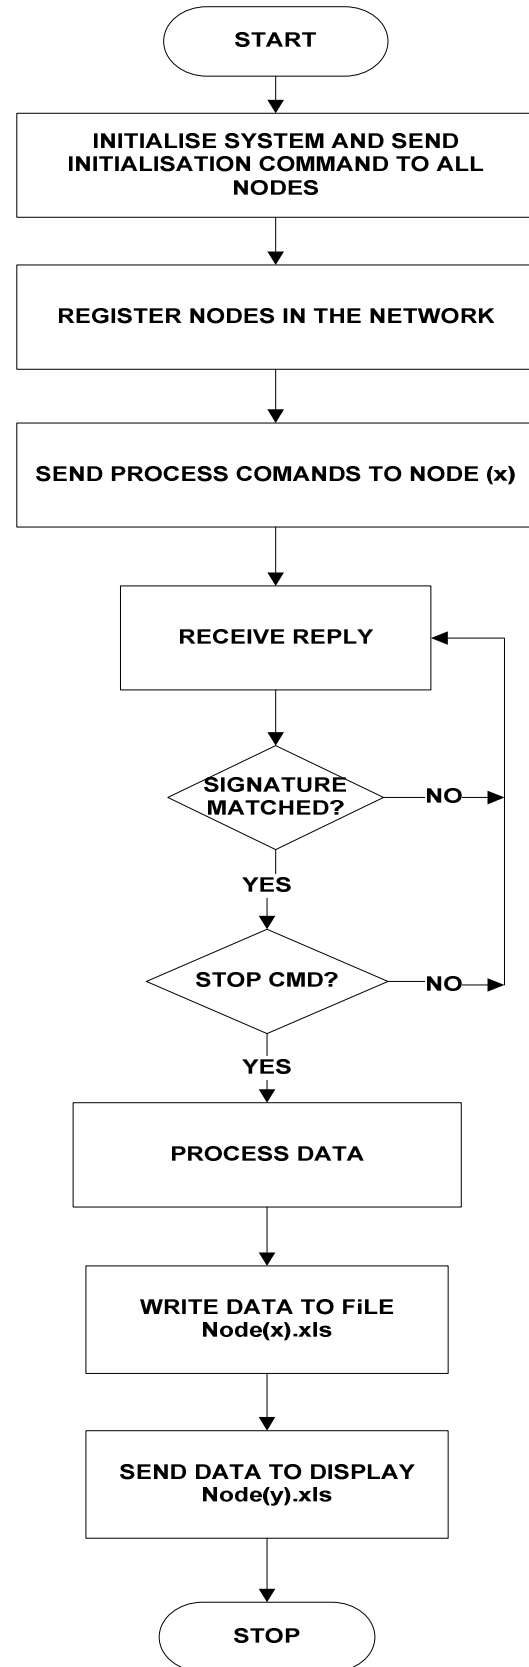 START
INITIALISE SYSTEM AND SEND
INITIALISATION COMMAND TO ALL
NODES
REGISTER NODES IN THE NETWORK
SEND PROCESS COMANDS TO NODE (x)
RECEIVE REPLY
SIGNATURE
MATCHED?
NO
YES
STOP CMD?
NO
YES
PROCESS DATA
WRITE DATA TO FiLE
Node(x).xls
SEND DATA TO DISPLAY
Node(y).xls
STOP